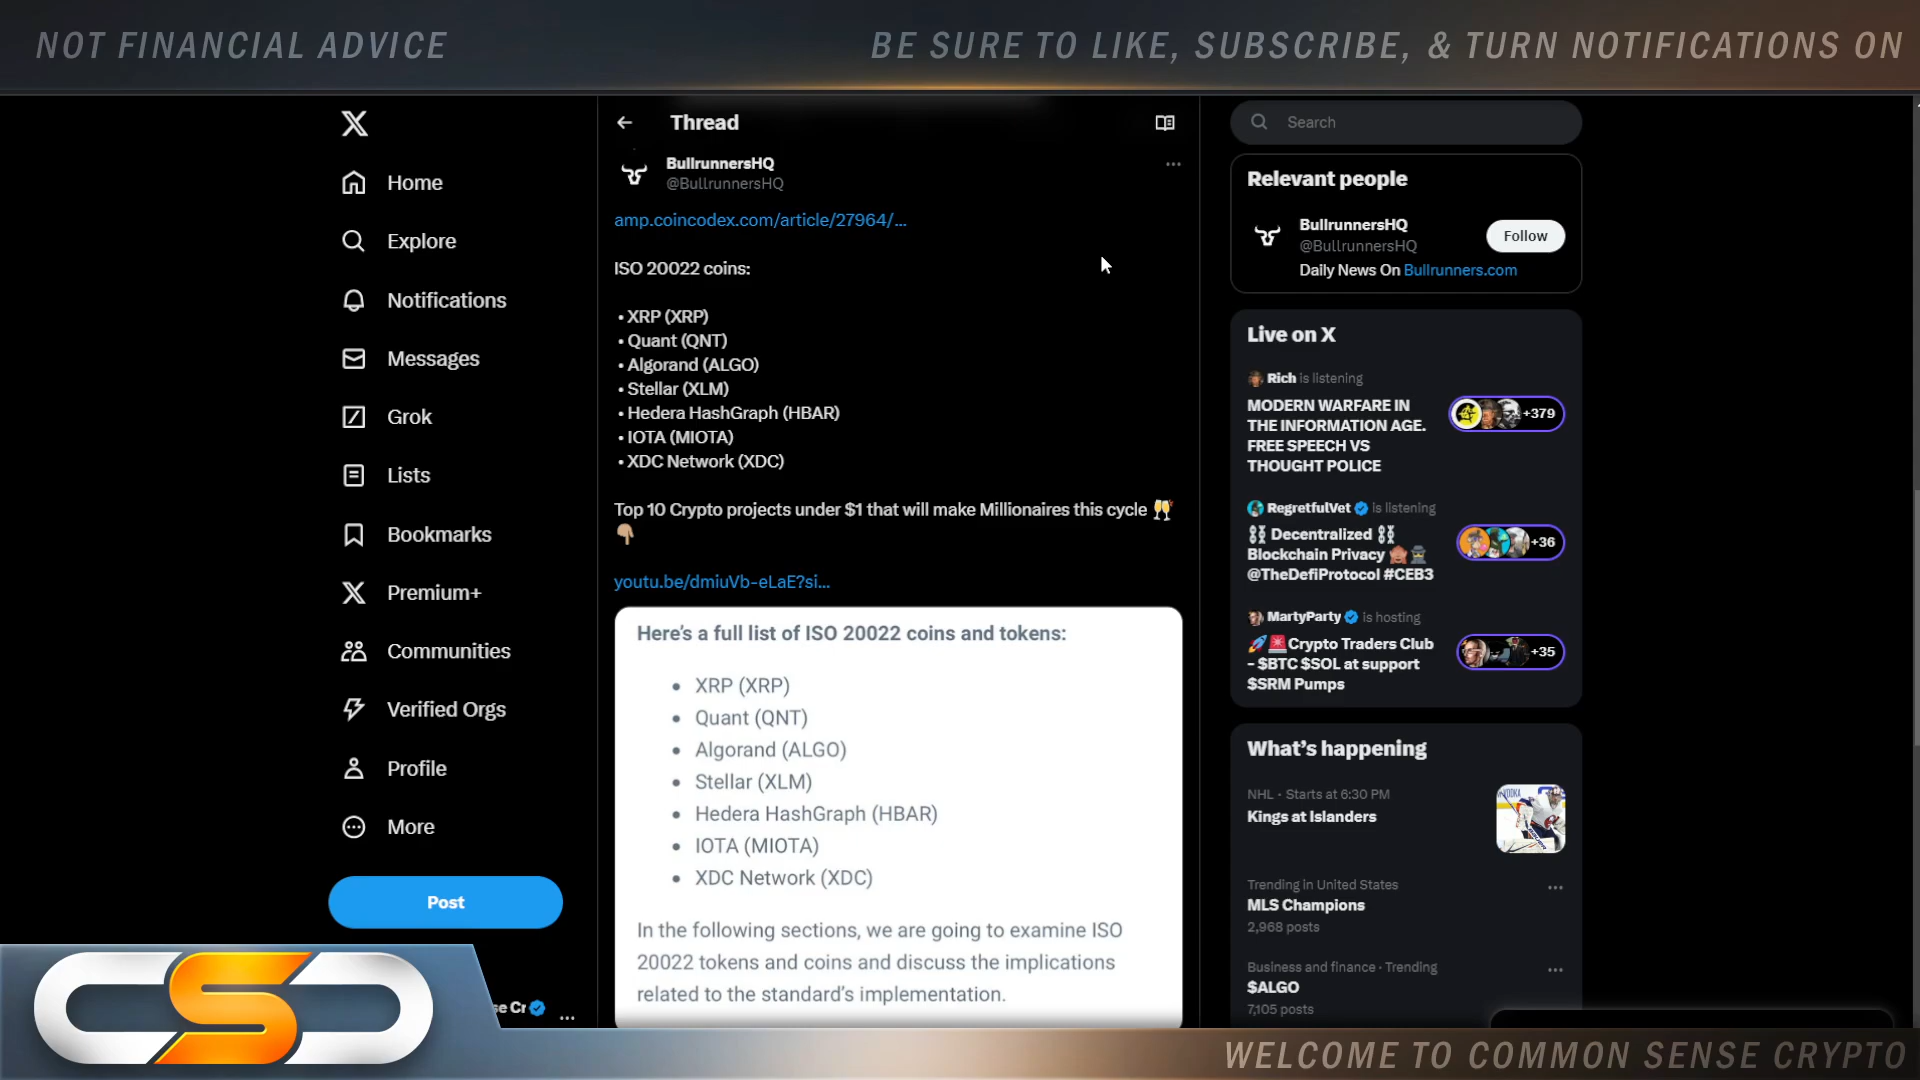 NOT FINANCIAL ADVICE
BE SURE TO LIKE, SUBSCRIBE, & TURN NOTIFICATIONS ON
Home
Explore
Notifications
Messages
Grok
Lists
Bookmarks
Premium+
Communities
Verified Orgs
Profile
More
Post
se Cr
Thread
BullrunnersHQ
@BullrunnersHQ
amp.coincodex.com/article/27964/...
ISO 20022 coins:
• XRP (XRP)
• Quant (QNT)
• Algorand (ALGO)
• Stellar (XLM)
• Hedera HashGraph (HBAR)
• IOTA (MIOTA)
• XDC Network (XDC)
Top 10 Crypto projects under $1 that will make Millionaires this cycle 🥂
👇🏼
youtu.be/dmiuVb-eLaE?si...
Here's a full list of ISO 20022 coins and tokens:
• XRP (XRP)
• Quant (QNT)
• Algorand (ALGO)
• Stellar (XLM)
• Hedera HashGraph (HBAR)
• IOTA (MIOTA)
• XDC Network (XDC)
In the following sections, we are going to examine ISO
20022 tokens and coins and discuss the implications
related to the standard's implementation.
Search
Relevant people
BullrunnersHQ
@BullrunnersHQ
Follow
Daily News On Bullrunners.com
Live on X
Rich is listening
MODERN WARFARE IN
THE INFORMATION AGE.
FREE SPEECH VS
THOUGHT POLICE
+379
RegretfulVet is listening
⛓ Decentralized ⛓
Blockchain Privacy 🙈🕵
@TheDefiProtocol #CEB3
+36
MartyParty is hosting
🚀🚨Crypto Traders Club
- $BTC $SOL at support
$SRM Pumps
+35
What's happening
NHL · Starts at 6:30 PM
Kings at Islanders
Trending in United States
MLS Champions
2,968 posts
Business and finance · Trending
$ALGO
7,105 posts
CSC
WELCOME TO COMMON SENSE CRYPTO